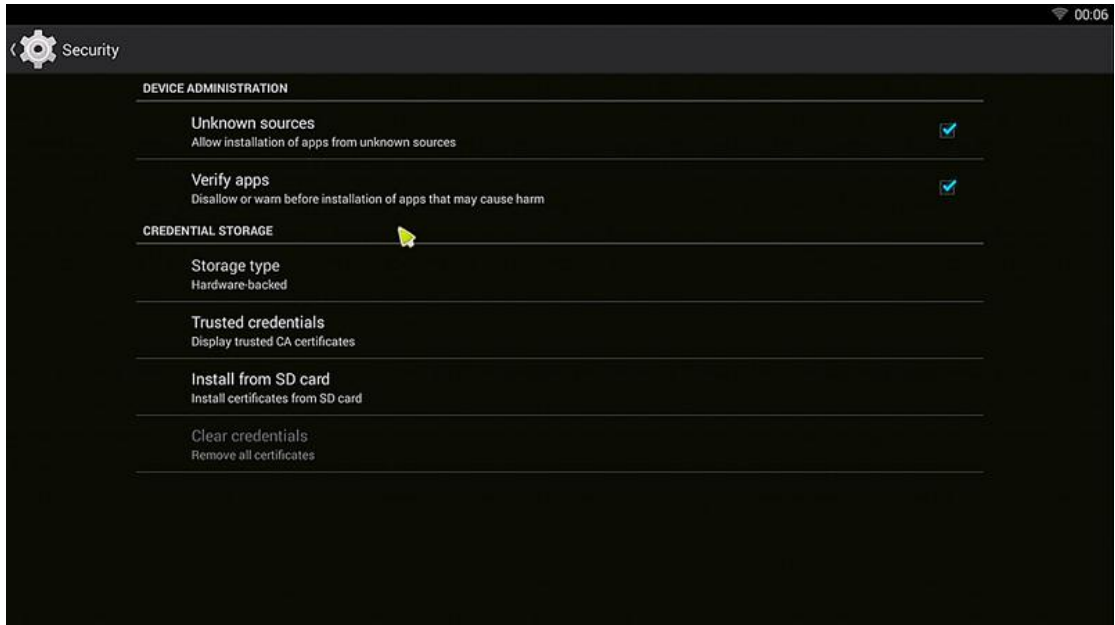 00:06
Security
DEVICE ADMINISTRATION
Unknown sources
Allow installation of apps from unknown sources
Verify apps
Disallow or warn before installation of apps that may cause harm
CREDENTIAL STORAGE
Storage type
Hardware-backed
Trusted credentials
Display trusted CA certificates
Install from SD card
Install certificates from SD card
Clear credentials
Remove all certificates